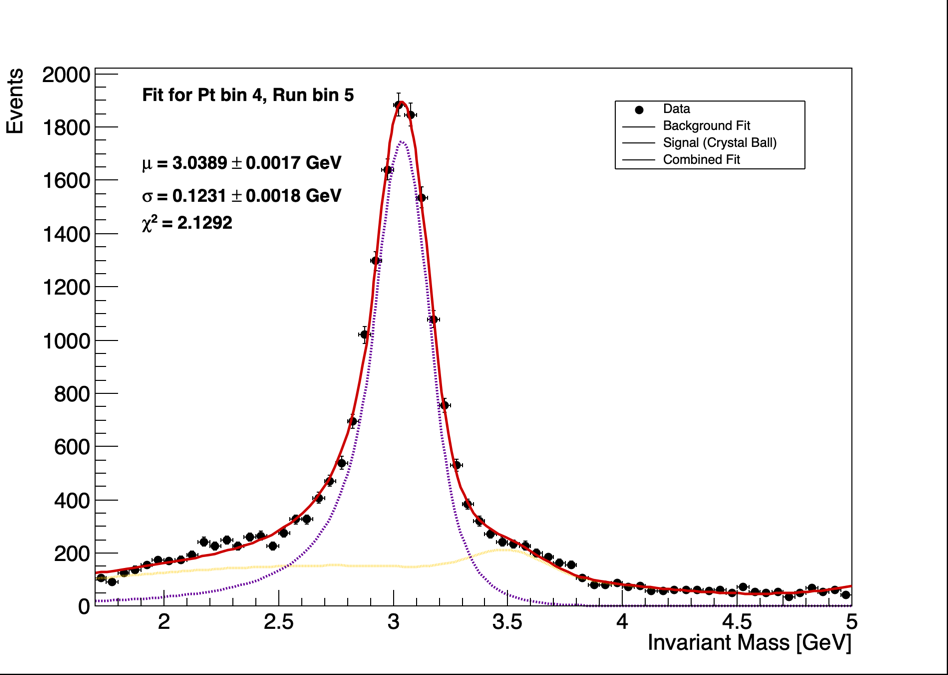 Events
2000
1800
1600
1400
1200
1000
800
600
400
200
0
Fit for Pt bin 4, Run bin 5
μ = 3.0389 ± 0.0017 GeV
σ = 0.1231 ± 0.0018 GeV
χ² = 2.1292
Data
Background Fit
Signal (Crystal Ball)
Combined Fit
2 2.5 3 3.5 4 4.5 5
Invariant Mass [GeV]